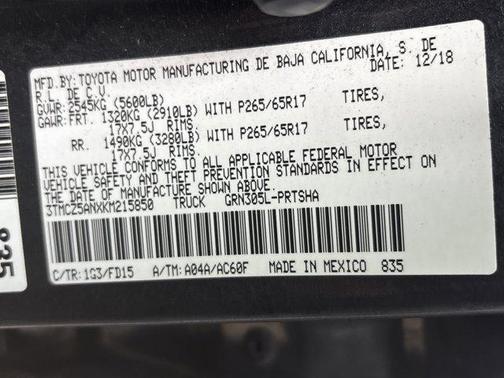 MFD.BY: TOYOTA MOTOR MANUFACTURING DE BAJA CALIFORNIA, S. DE
R.L. DE C.V. DATE: 12/18
GVWR: 2545KG (5600LB)
GAWR: FRT. 1320KG (2910LB) WITH P265/65R17 TIRES,
17X7.5J RIMS
RR. 1490KG (3280LB) WITH P265/65R17 TIRES,
17X7.5J RIMS
THIS VEHICLE CONFORMS TO ALL APPLICABLE FEDERAL MOTOR
VEHICLE SAFETY AND THEFT PREVENTION STANDARDS IN EFFECT ON
THE DATE OF MANUFACTURE SHOWN ABOVE.
3TMCZ5ANXKM215850 TRUCK GRN305L-PRTSHA
C/TR: 1G3/FD15 A/TM: A04A/AC60F MADE IN MEXICO 835
835